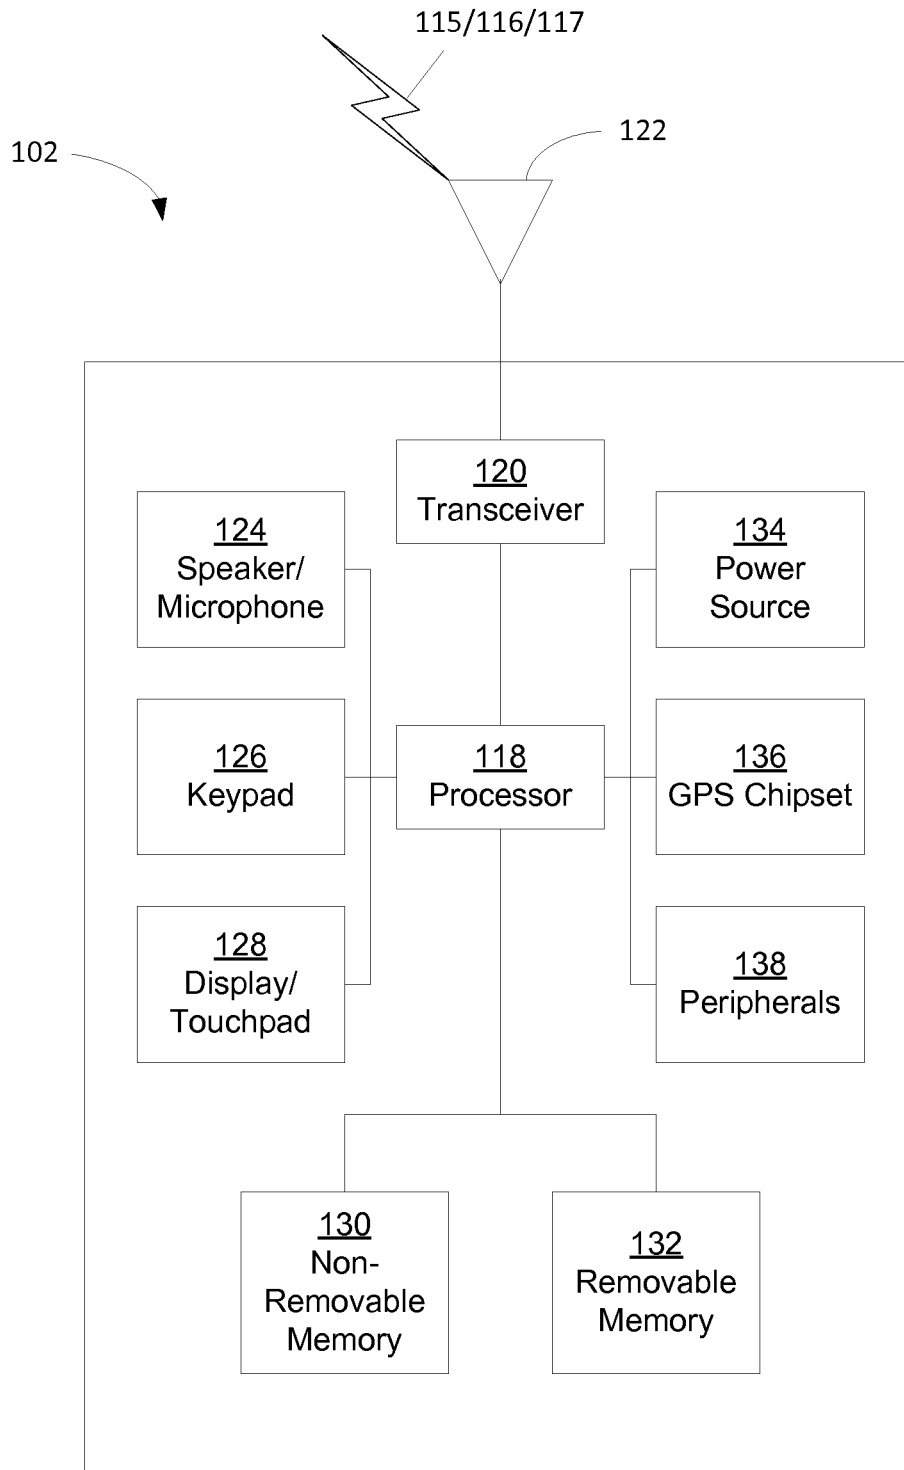 115/116/117
122
102
120
Transceiver
124
Speaker/
Microphone
134
Power
Source
126
Keypad
118
Processor
136
GPS Chipset
128
Display/
Touchpad
138
Peripherals
130
Non-
Removable
Memory
132
Removable
Memory